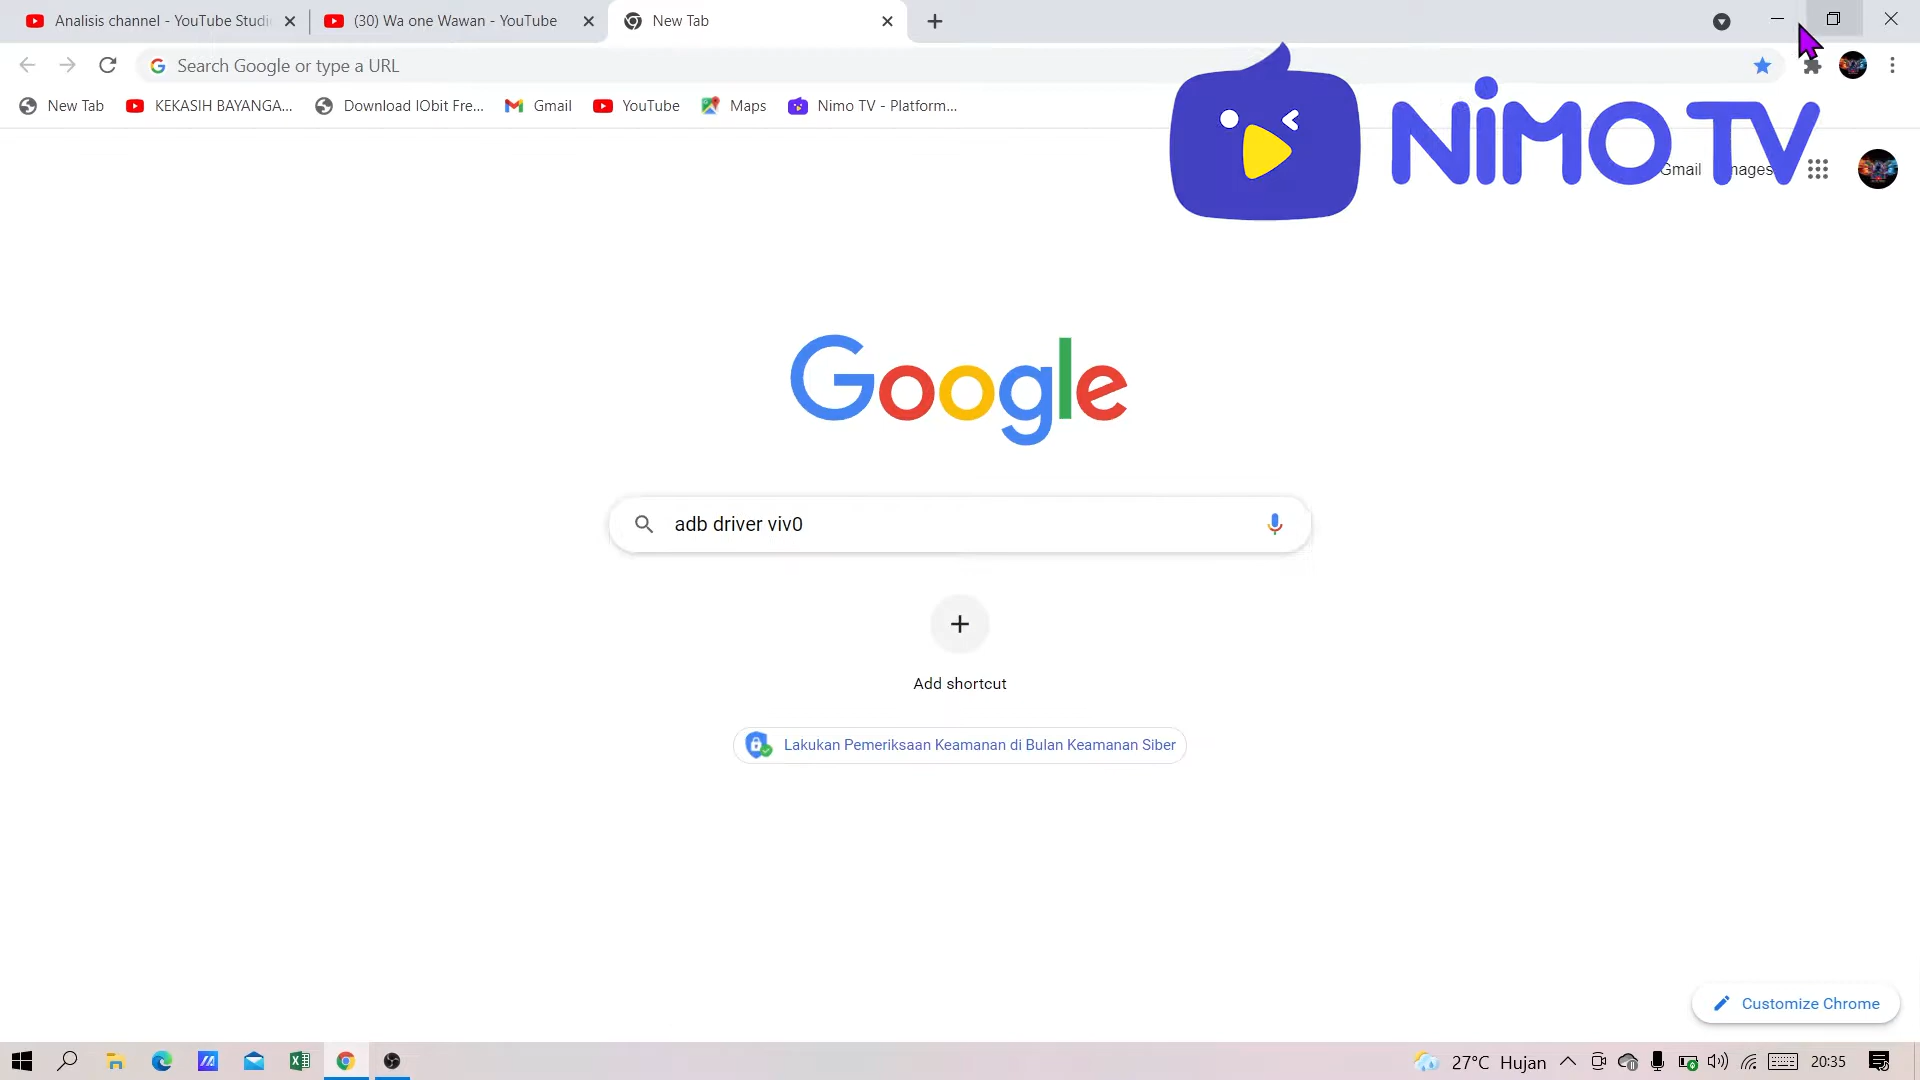 Analisis channel - YouTube Studi
(30) Wa one Wawan - YouTube
New Tab
Search Google or type a URL
New Tab
KEKASIH BAYANGA...
Download IObit Fre...
Gmail
YouTube
Maps
Nimo TV - Platform...
NiMO TV
Gmail
mages
Google
adb driver viv0
Add shortcut
Lakukan Pemeriksaan Keamanan di Bulan Keamanan Siber
Customize Chrome
27°C Hujan
20:35